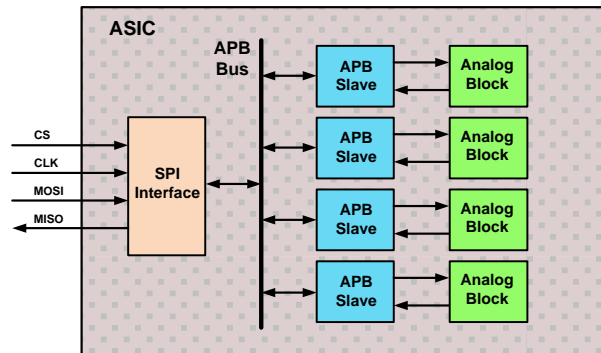 ASIC
APB
Bus
CS
CLK
MOSI
MISO
SPI
Interface
APB
Slave
Analog
Block
APB
Slave
Analog
Block
APB
Slave
Analog
Block
APB
Slave
Analog
Block